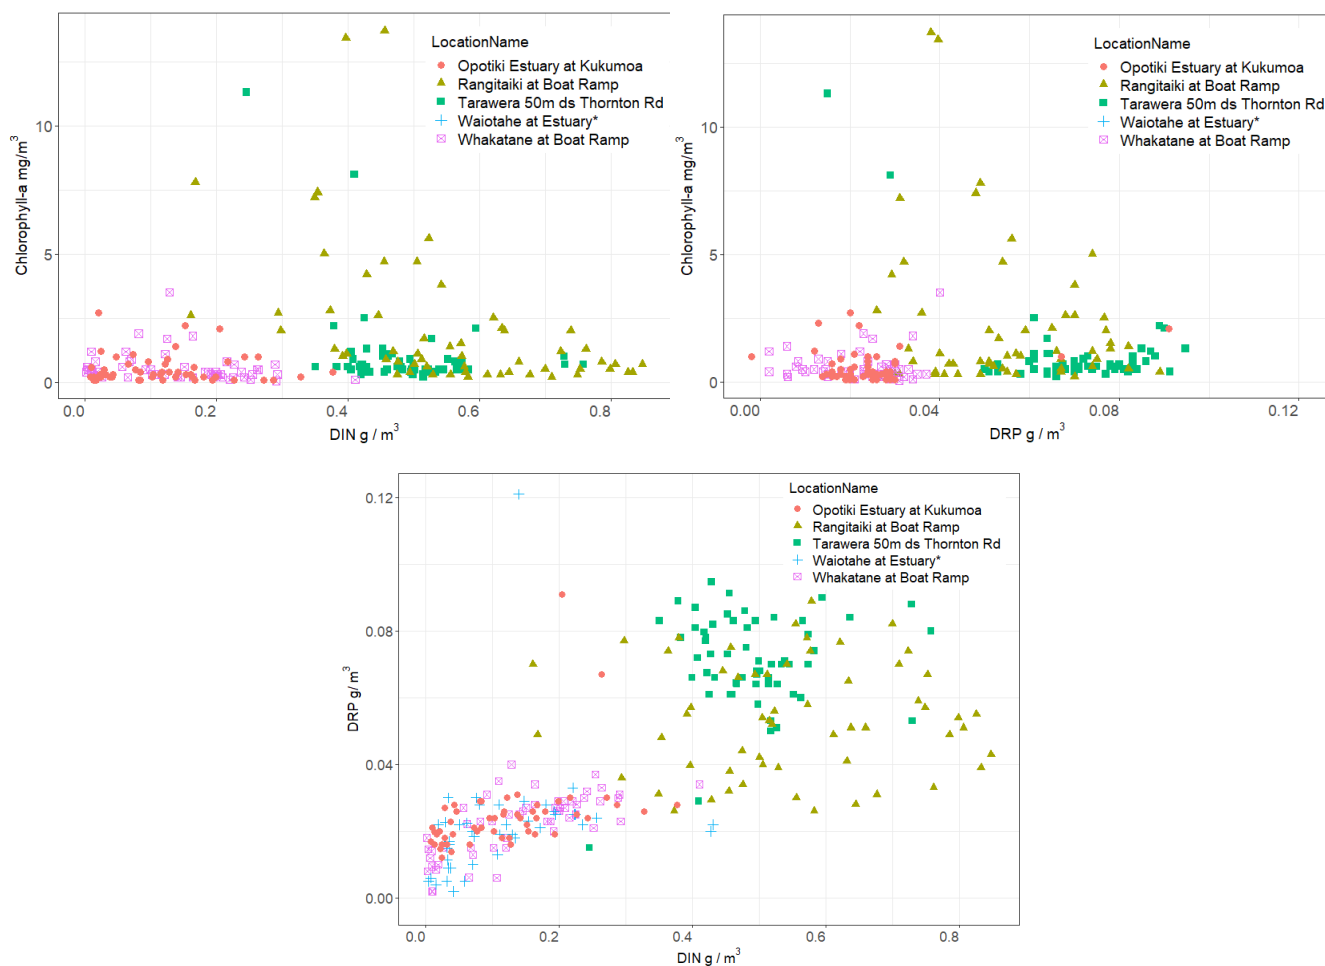 LocationName
Opotiki Estuary at Kukumoa
Rangitaiki at Boat Ramp
Tarawera 50m ds Thornton Rd
Waiotahe at Estuary*
Whakatane at Boat Ramp
Chlorophyll-a mg/m³
10
5
0
0.0 0.2 0.4 0.6 0.8
DIN g / m³
LocationName
Opotiki Estuary at Kukumoa
Rangitaiki at Boat Ramp
Tarawera 50m ds Thornton Rd
Waiotahe at Estuary*
Whakatane at Boat Ramp
Chlorophyll-a mg/m³
10
5
0
0.00 0.04 0.08 0.12
DRP g / m³
LocationName
Opotiki Estuary at Kukumoa
Rangitaiki at Boat Ramp
Tarawera 50m ds Thornton Rd
Waiotahe at Estuary*
Whakatane at Boat Ramp
DRP g/ m³
0.12
0.08
0.04
0.00
0.0 0.2 0.4 0.6 0.8
DIN g / m³